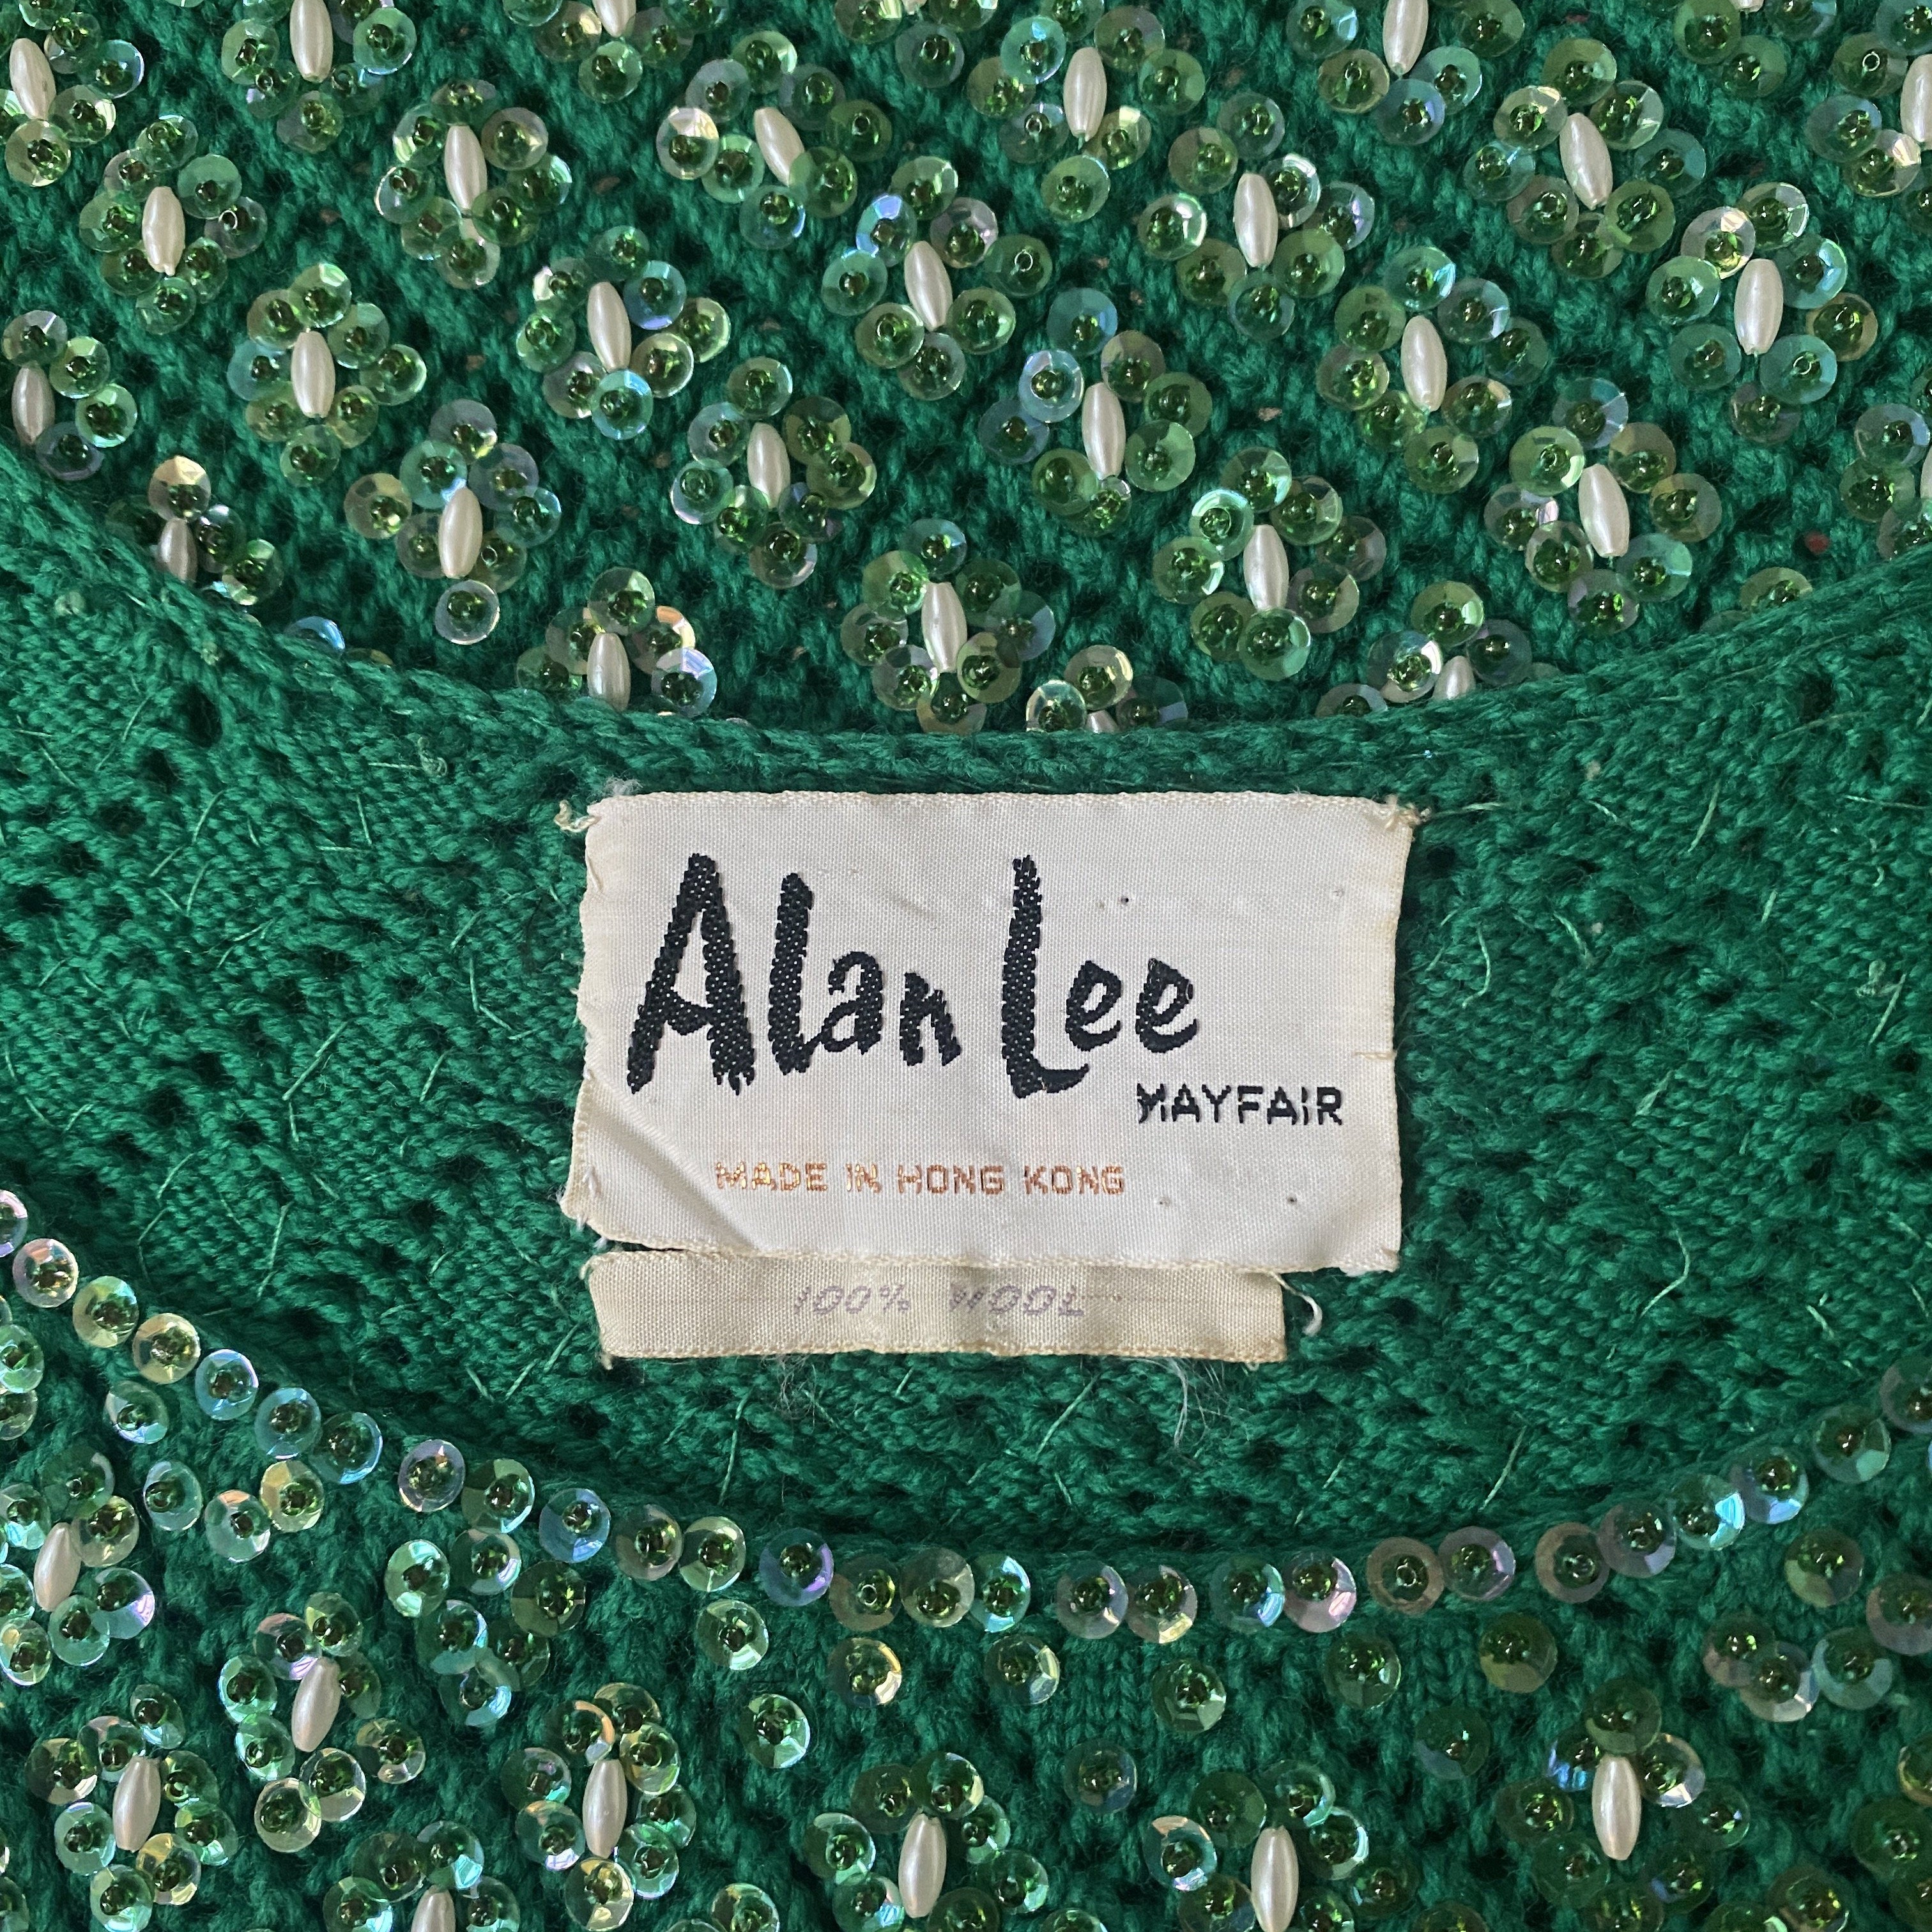 Alan Lee
MAYFAIR
MADE IN HONG KONG
100% WOOL